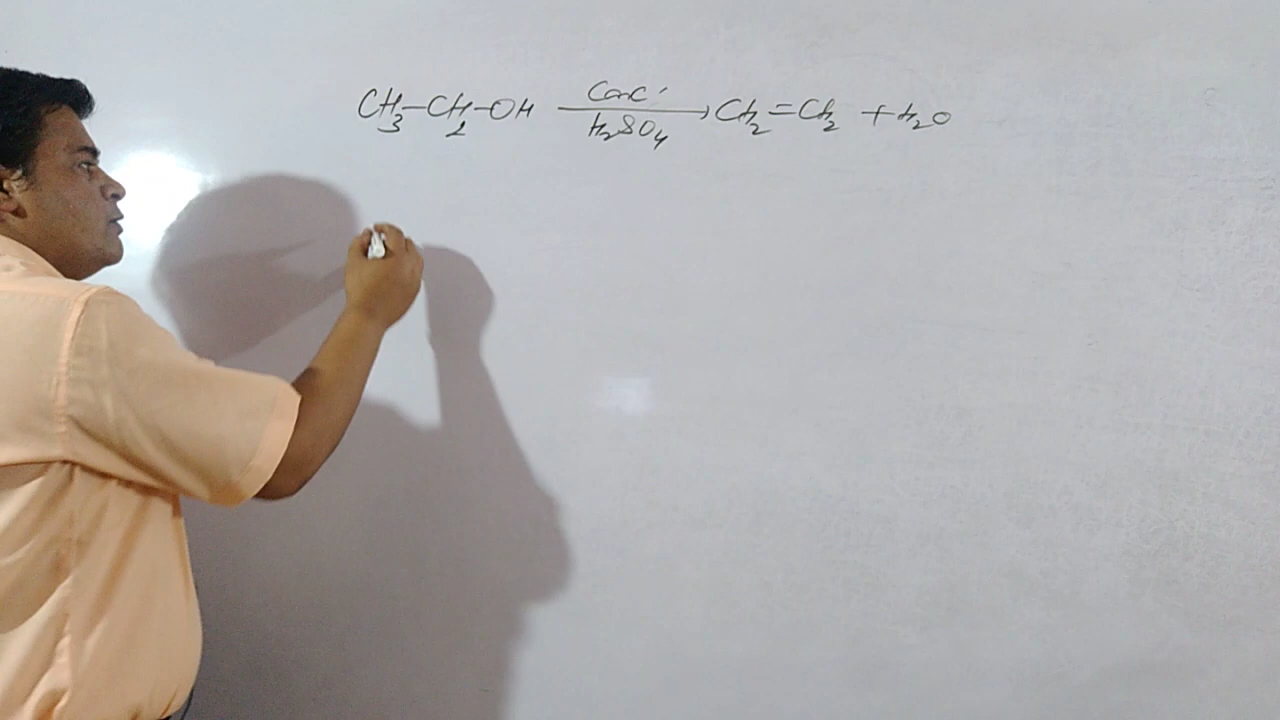 CH3-CH2-OH —Conc. H2SO4→ CH2=CH2 + H2O